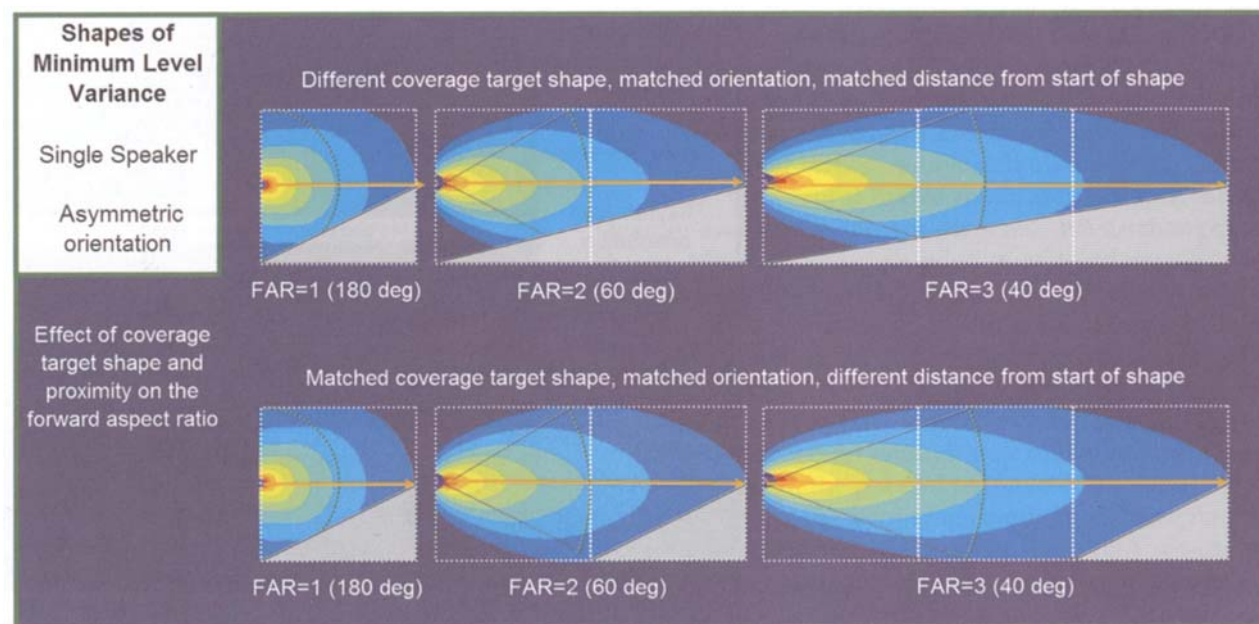 Shapes of
Minimum Level
Variance
Single Speaker
Asymmetric
orientation
Effect of coverage
target shape and
proximity on the
forward aspect ratio
Different coverage target shape, matched orientation, matched distance from start of shape
FAR=1 (180 deg)
FAR=2 (60 deg)
FAR=3 (40 deg)
Matched coverage target shape, matched orientation, different distance from start of shape
FAR=1 (180 deg)
FAR=2 (60 deg)
FAR=3 (40 deg)